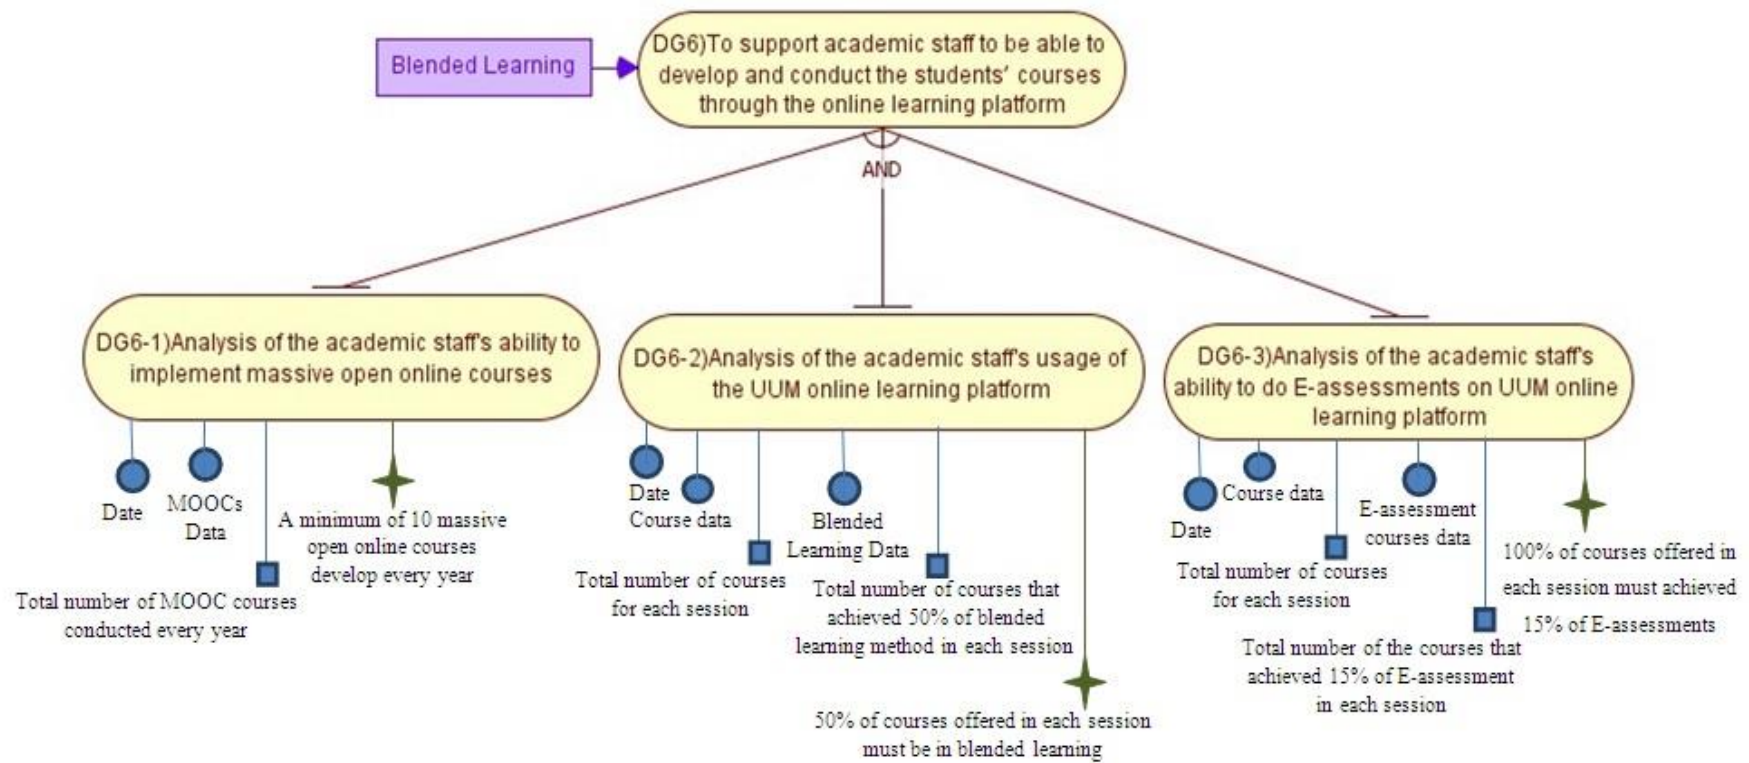 Blended Learning
DG6)To support academic staff to be able to
develop and conduct the students’ courses
through the online learning platform
AND
DG6-1)Analysis of the academic staff's ability to
implement massive open online courses
DG6-2)Analysis of the academic staff's usage of
the UUM online learning platform
DG6-3)Analysis of the academic staff's
ability to do E-assessments on UUM online
learning platform
Date
MOOCs
Data
Total number of MOOC courses
conducted every year
A minimum of 10 massive
open online courses
develop every year
Date
Course data
Total number of courses
for each session
Blended
Learning Data
Total number of courses that
achieved 50% of blended
learning method in each session
50% of courses offered in each session
must be in blended learning
Date
Course data
Total number of courses
for each session
E-assessment
courses data
Total number of the courses that
achieved 15% of E-assessment
in each session
100% of courses offered in
each session must achieved
15% of E-assessments